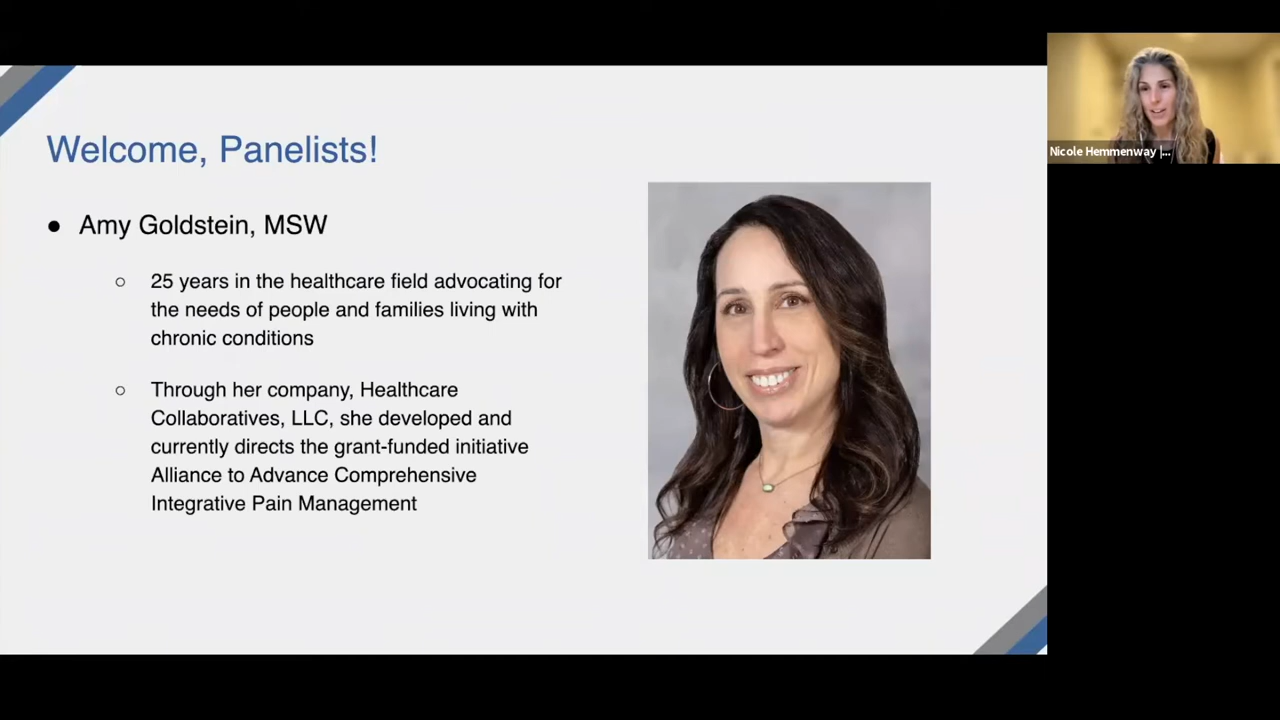 Welcome, Panelists!
● Amy Goldstein, MSW
○ 25 years in the healthcare field advocating for
the needs of people and families living with
chronic conditions
○ Through her company, Healthcare
Collaboratives, LLC, she developed and
currently directs the grant-funded initiative
Alliance to Advance Comprehensive
Integrative Pain Management
Nicole Hemmenway |...